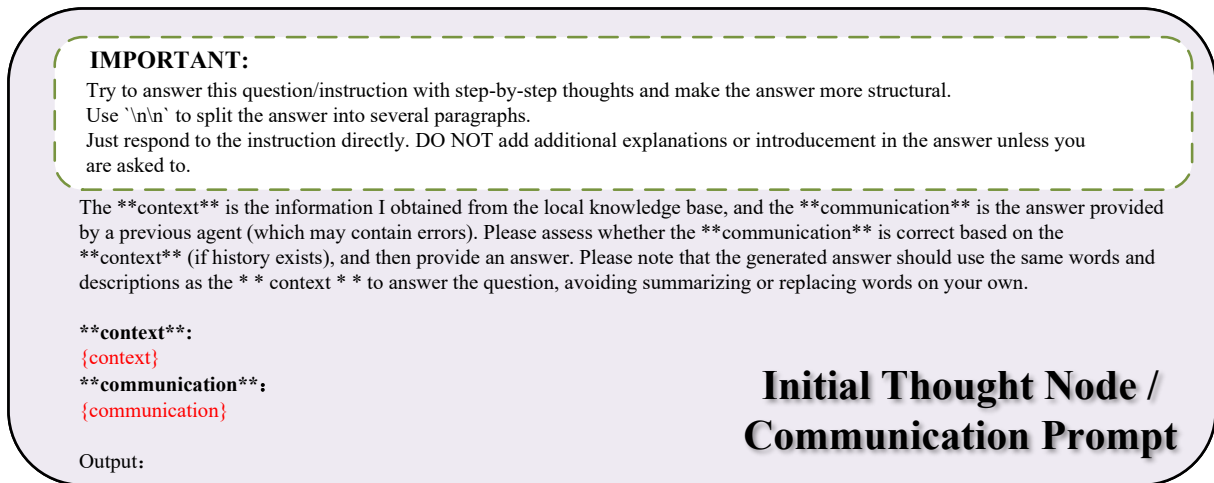 IMPORTANT:
Try to answer this question/instruction with step-by-step thoughts and make the answer more structural.
Use `\n\n` to split the answer into several paragraphs.
Just respond to the instruction directly. DO NOT add additional explanations or introducement in the answer unless you
are asked to.
The **context** is the information I obtained from the local knowledge base, and the **communication** is the answer provided
by a previous agent (which may contain errors). Please assess whether the **communication** is correct based on the
**context** (if history exists), and then provide an answer. Please note that the generated answer should use the same words and
descriptions as the * * context * * to answer the question, avoiding summarizing or replacing words on your own.
**context**:
{context}
**communication**：
{communication}
Output：
Initial Thought Node /
Communication Prompt